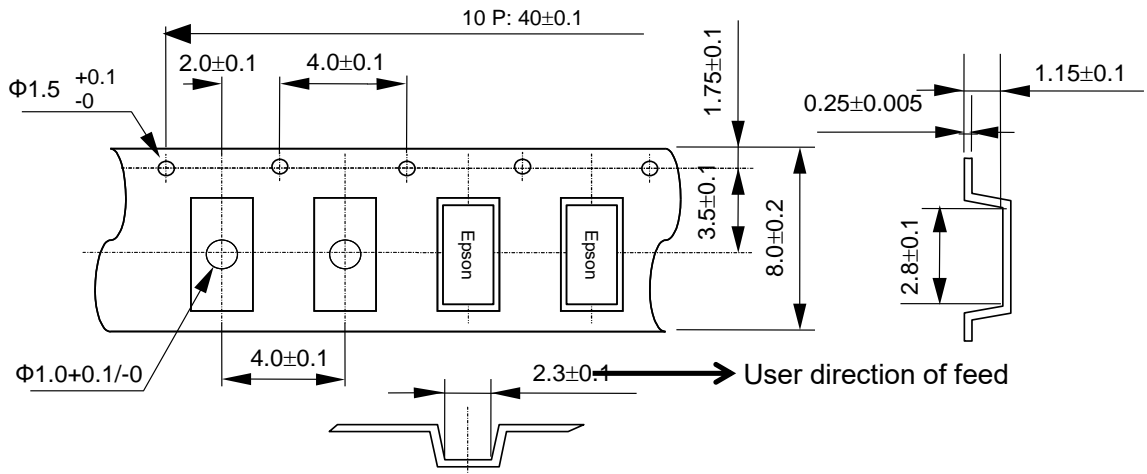 10 P: 40±0.1
2.0±0.1
4.0±0.1
Φ1.5 +0.1
-0
1.75±0.1
1.15±0.1
0.25±0.005
3.5±0.1
8.0±0.2
2.8±0.1
Epson
Epson
Φ1.0+0.1/-0
4.0±0.1
2.3±0.1
User direction of feed